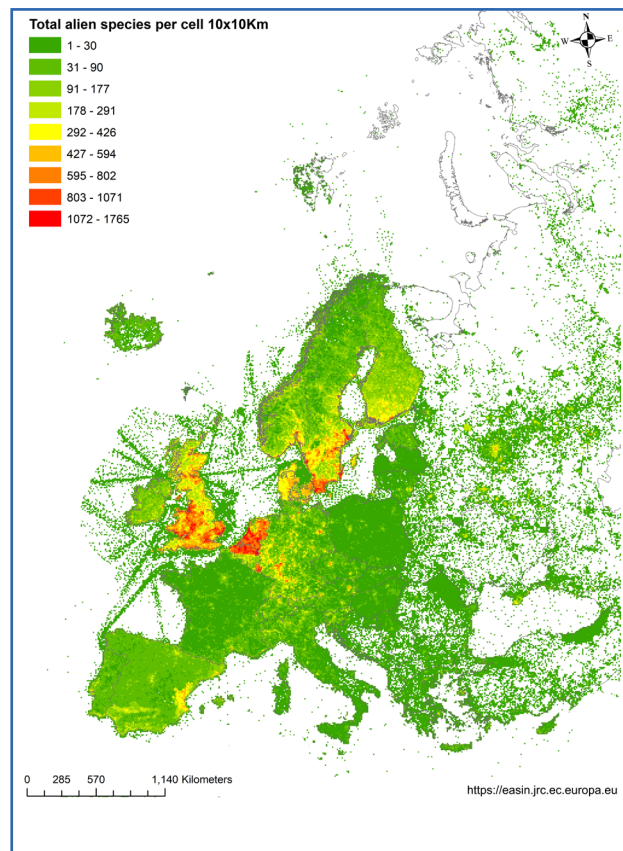 Total alien species per cell 10x10Km
1 - 30
31 - 90
91 - 177
178 - 291
292 - 426
427 - 594
595 - 802
803 - 1071
1072 - 1765
N
W E
S
0 285 570 1,140 Kilometers
https://easin.jrc.ec.europa.eu